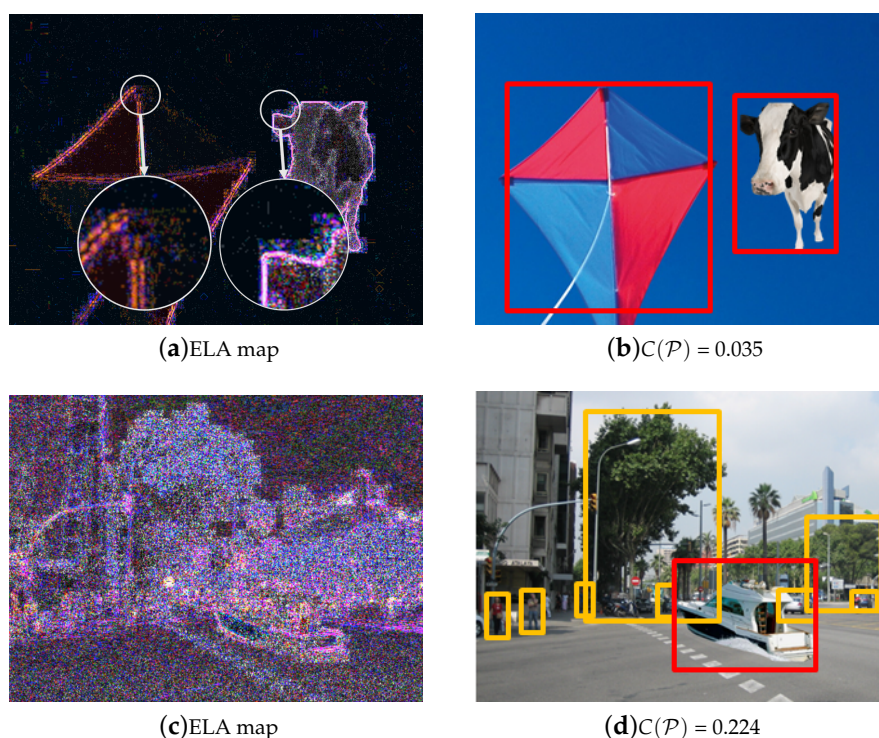 (a)ELA map
(b)C(P) = 0.035
(c)ELA map
(d)C(P) = 0.224